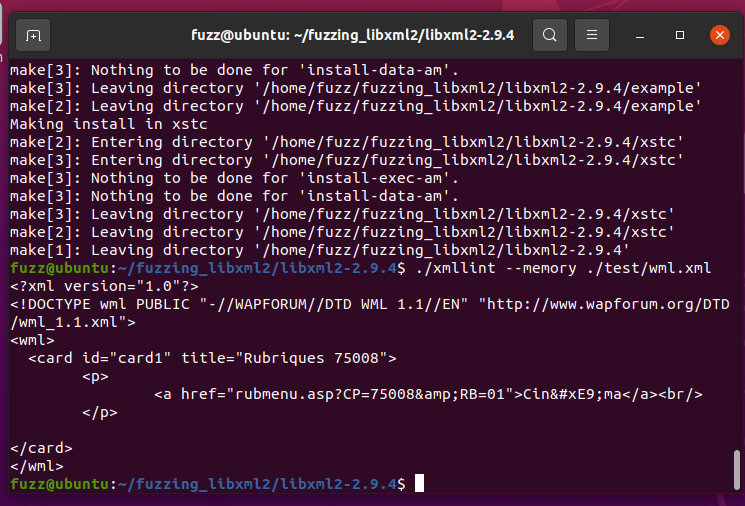 fuzz@ubuntu: ~/fuzzing_libxml2/libxml2-2.9.4
make[3]: Nothing to be done for 'install-data-am'.
make[3]: Leaving directory '/home/fuzz/fuzzing_libxml2/libxml2-2.9.4/example'
make[2]: Leaving directory '/home/fuzz/fuzzing_libxml2/libxml2-2.9.4/example'
Making install in xstc
make[2]: Entering directory '/home/fuzz/fuzzing_libxml2/libxml2-2.9.4/xstc'
make[3]: Entering directory '/home/fuzz/fuzzing_libxml2/libxml2-2.9.4/xstc'
make[3]: Nothing to be done for 'install-exec-am'.
make[3]: Nothing to be done for 'install-data-am'.
make[3]: Leaving directory '/home/fuzz/fuzzing_libxml2/libxml2-2.9.4/xstc'
make[2]: Leaving directory '/home/fuzz/fuzzing_libxml2/libxml2-2.9.4/xstc'
make[1]: Leaving directory '/home/fuzz/fuzzing_libxml2/libxml2-2.9.4'
fuzz@ubuntu:~/fuzzing_libxml2/libxml2-2.9.4$ ./xmllint --memory ./test/wml.xml
<?xml version="1.0"?>
<!DOCTYPE wml PUBLIC "-//WAPFORUM//DTD WML 1.1//EN" "http://www.wapforum.org/DTD
/wml_1.1.xml">
<wml>
  <card id="card1" title="Rubriques 75008">
        <p>
                <a href="rubmenu.asp?CP=75008&amp;RB=01">Cin&#xE9;ma</a><br/>
        </p>
</card>
</wml>
fuzz@ubuntu:~/fuzzing_libxml2/libxml2-2.9.4$